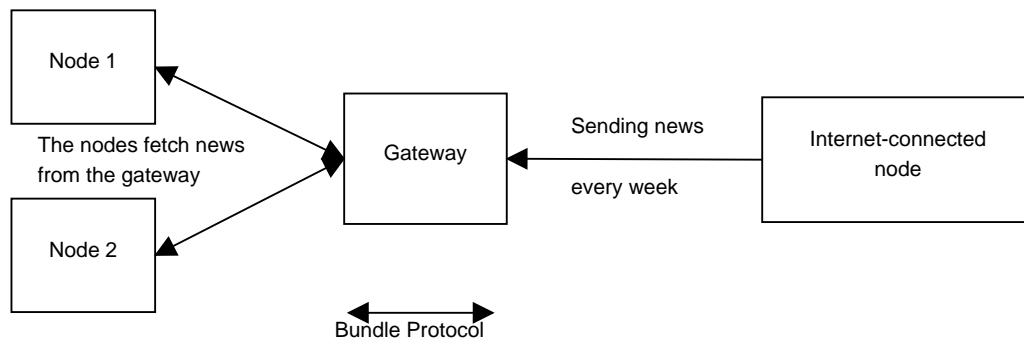 Node 1
The nodes fetch news
from the gateway
Node 2
Gateway
Sending news
every week
Internet-connected
node
Bundle Protocol